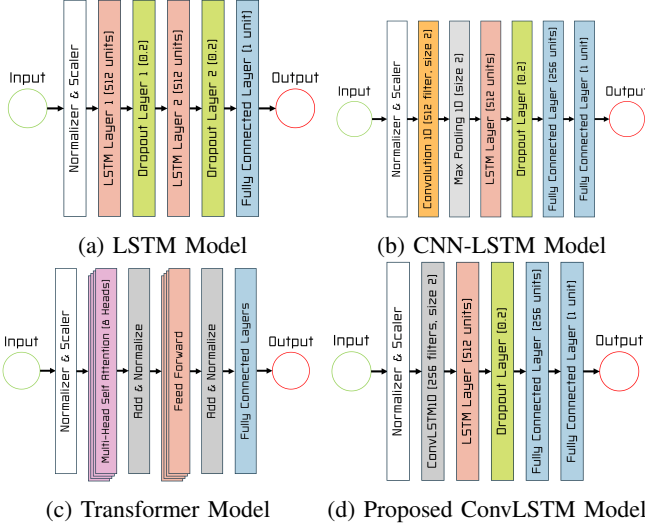 Input
Normalizer & Scaler
LSTM Layer 1 (512 units)
Dropout Layer 1 (0.2)
LSTM Layer 2 (512 units)
Dropout Layer 2 (0.2)
Fully Connected Layer (1 unit)
Output
(a) LSTM Model
Input
Normalizer & Scaler
Convolution 1D (512 filter, size 2)
Max Pooling 1D (size 2)
LSTM Layer (512 units)
Dropout Layer (0.2)
Fully Connected Layer (256 units)
Fully Connected Layer (1 unit)
Output
(b) CNN-LSTM Model
Input
Normalizer & Scaler
Multi-Head Self Attention (8 Heads)
Add & Normalize
Feed Forward
Add & Normalize
Fully Connected Layers
Output
(c) Transformer Model
Input
Normalizer & Scaler
ConvLSTM1D (256 filters, size 2)
LSTM Layer (512 units)
Dropout Layer (0.2)
Fully Connected Layer (256 units)
Fully Connected Layer (1 unit)
Output
(d) Proposed ConvLSTM Model